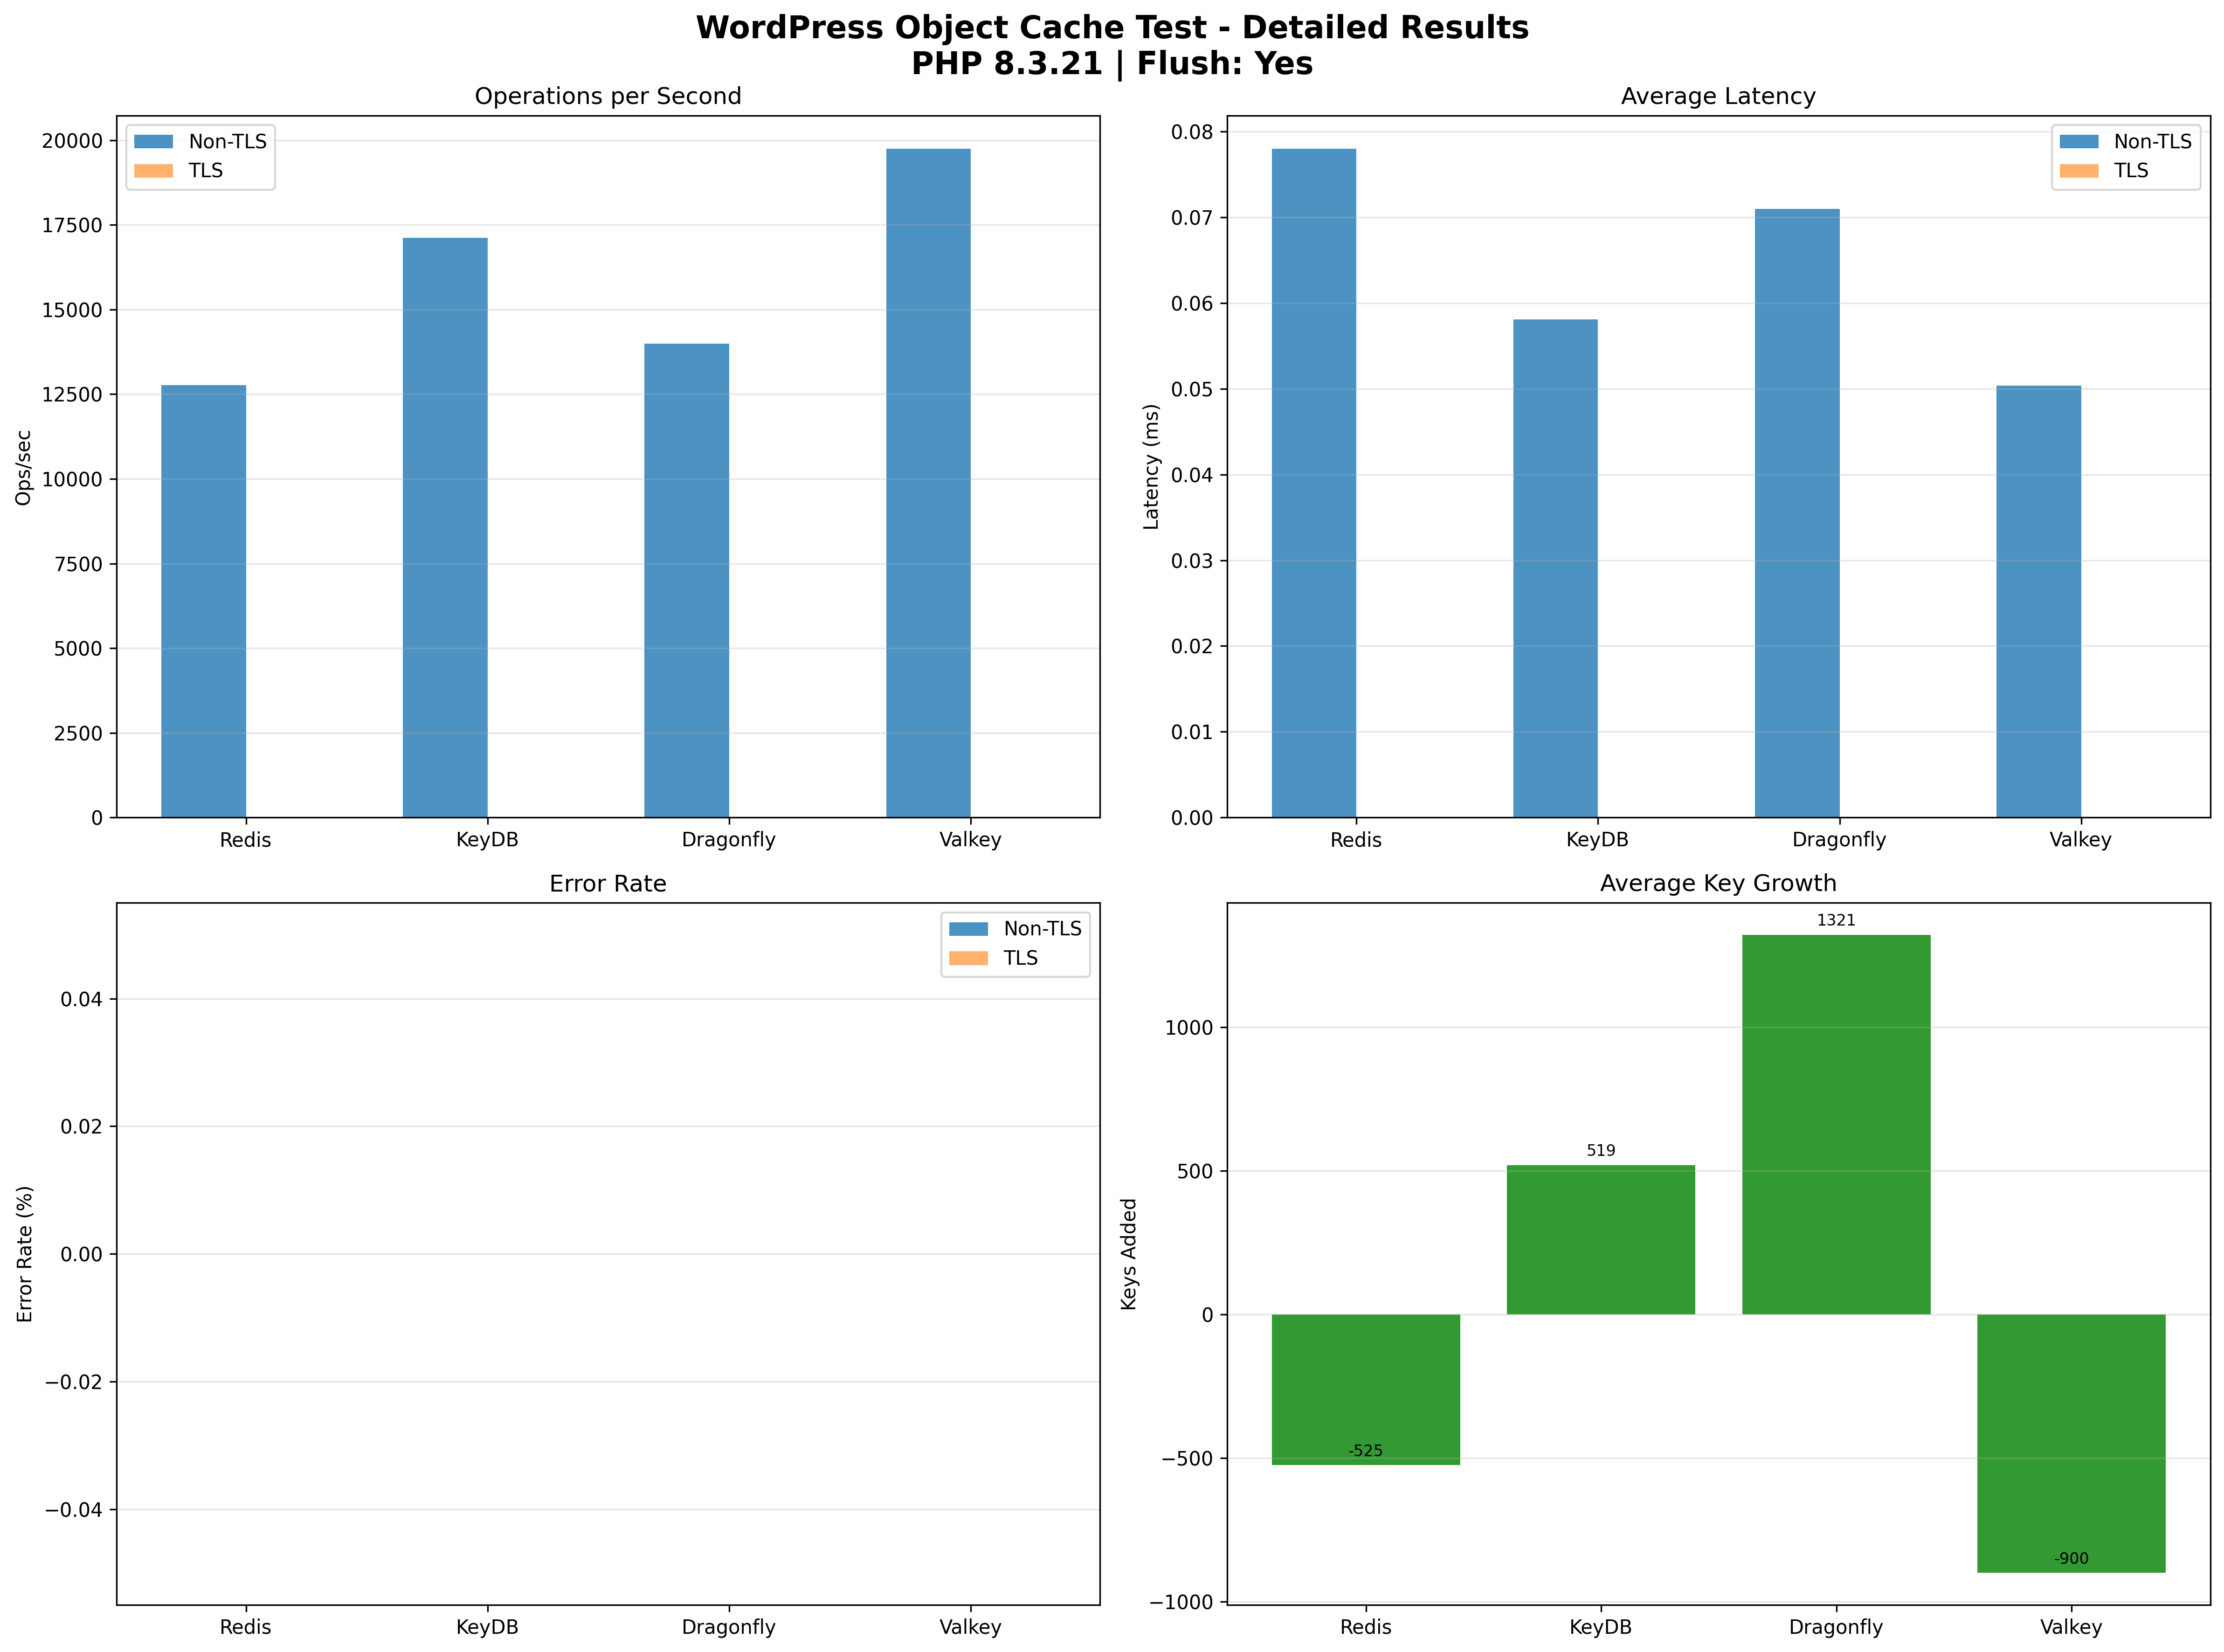 WordPress Object Cache Test - Detailed Results
PHP 8.3.21 | Flush: Yes
Operations per Second
Ops/sec
20000
17500
15000
12500
10000
7500
5000
2500
0
Non-TLS
TLS
Redis
KeyDB
Dragonfly
Valkey
Average Latency
Latency (ms)
0.08
0.07
0.06
0.05
0.04
0.03
0.02
0.01
0.00
Non-TLS
TLS
Redis
KeyDB
Dragonfly
Valkey
Error Rate
Error Rate (%)
0.04
0.02
0.00
−0.02
−0.04
Non-TLS
TLS
Redis
KeyDB
Dragonfly
Valkey
Average Key Growth
Keys Added
1000
500
0
−500
−1000
-525
519
1321
-900
Redis
KeyDB
Dragonfly
Valkey